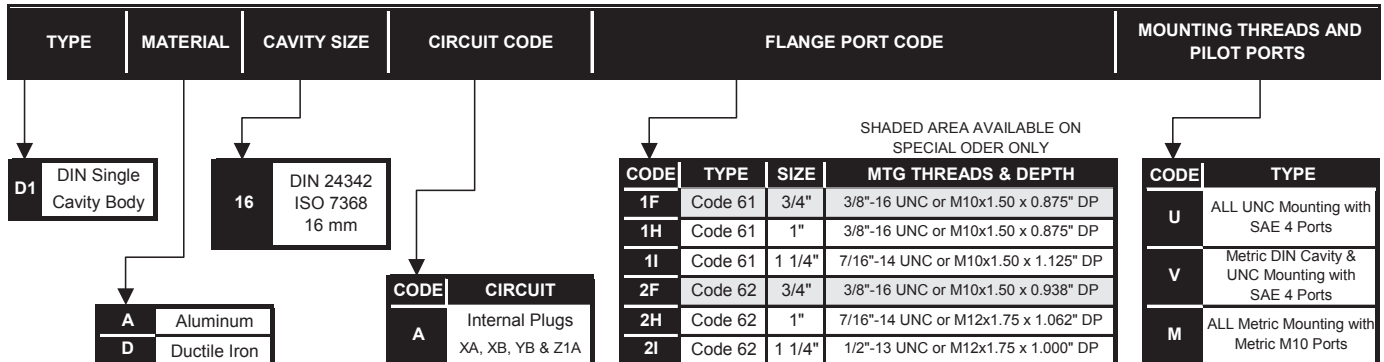 TYPE
MATERIAL
CAVITY SIZE
CIRCUIT CODE
FLANGE PORT CODE
MOUNTING THREADS AND
PILOT PORTS
D1
DIN Single
Cavity Body
A Aluminum
D Ductile Iron
16
DIN 24342
ISO 7368
16 mm
CODE CIRCUIT
A
Internal Plugs
XA, XB, YB & Z1A
SHADED AREA AVAILABLE ON
SPECIAL ODER ONLY
CODE TYPE SIZE MTG THREADS & DEPTH
1F Code 61 3/4" 3/8"-16 UNC or M10x1.50 x 0.875" DP
1H Code 61 1" 3/8"-16 UNC or M10x1.50 x 0.875" DP
1I Code 61 1 1/4" 7/16"-14 UNC or M10x1.50 x 1.125" DP
2F Code 62 3/4" 3/8"-16 UNC or M10x1.50 x 0.938" DP
2H Code 62 1" 7/16"-14 UNC or M12x1.75 x 1.062" DP
2I Code 62 1 1/4" 1/2"-13 UNC or M12x1.75 x 1.000" DP
CODE TYPE
U
ALL UNC Mounting with
SAE 4 Ports
V
Metric DIN Cavity &
UNC Mounting with
SAE 4 Ports
M
ALL Metric Mounting with
Metric M10 Ports